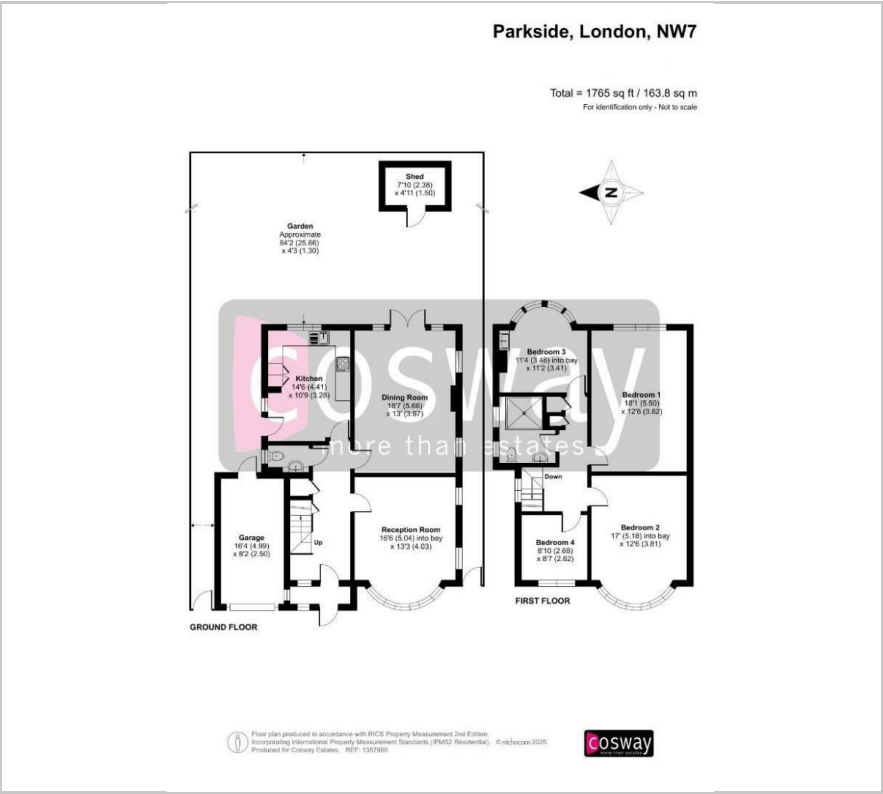 Parkside, London, NW7
Total = 1765 sq ft / 163.8 sq m
For identification only - Not to scale
N
Shed
7'10 (2.38)
x 4'11 (1.50)
Garden
Approximate
84'2 (25.66)
x 4'3 (1.30)
cosway
more than estates
Kitchen
14'6 (4.41)
x 10'9 (3.28)
Dining Room
18'7 (5.66)
x 13' (3.97)
Bedroom 3
11'4 (3.46) into bay
x 11'2 (3.41)
Bedroom 1
18'1 (5.50)
x 12'6 (3.82)
Down
Garage
16'4 (4.99)
x 8'2 (2.50)
Up
Reception Room
16'6 (5.04) into bay
x 13'3 (4.03)
Bedroom 4
8'10 (2.68)
x 8'7 (2.62)
Bedroom 2
17' (5.18) into bay
x 12'6 (3.81)
FIRST FLOOR
GROUND FLOOR
Floor plan produced in accordance with RICS Property Measurement 2nd Edition.
Incorporating International Property Measurement Standards (IPMS2 Residential). © nichecom 2025.
Produced for Cosway Estates. REF: 1357980
cosway
more than estates